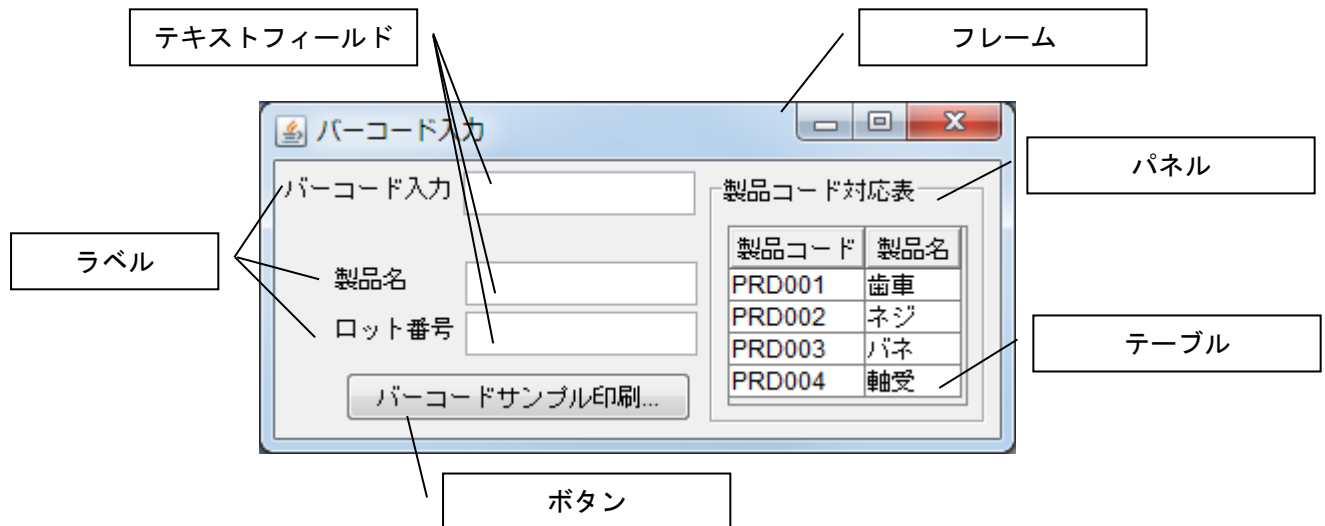 テキストフィールド
フレーム
バーコード入力
パネル
バーコード入力
製品コード対応表
ラベル
製品コード 製品名
製品名
PRD001 歯車
PRD002 ネジ
ロット番号
PRD003 バネ
テーブル
PRD004 軸受
バーコードサンプル印刷...
ボタン